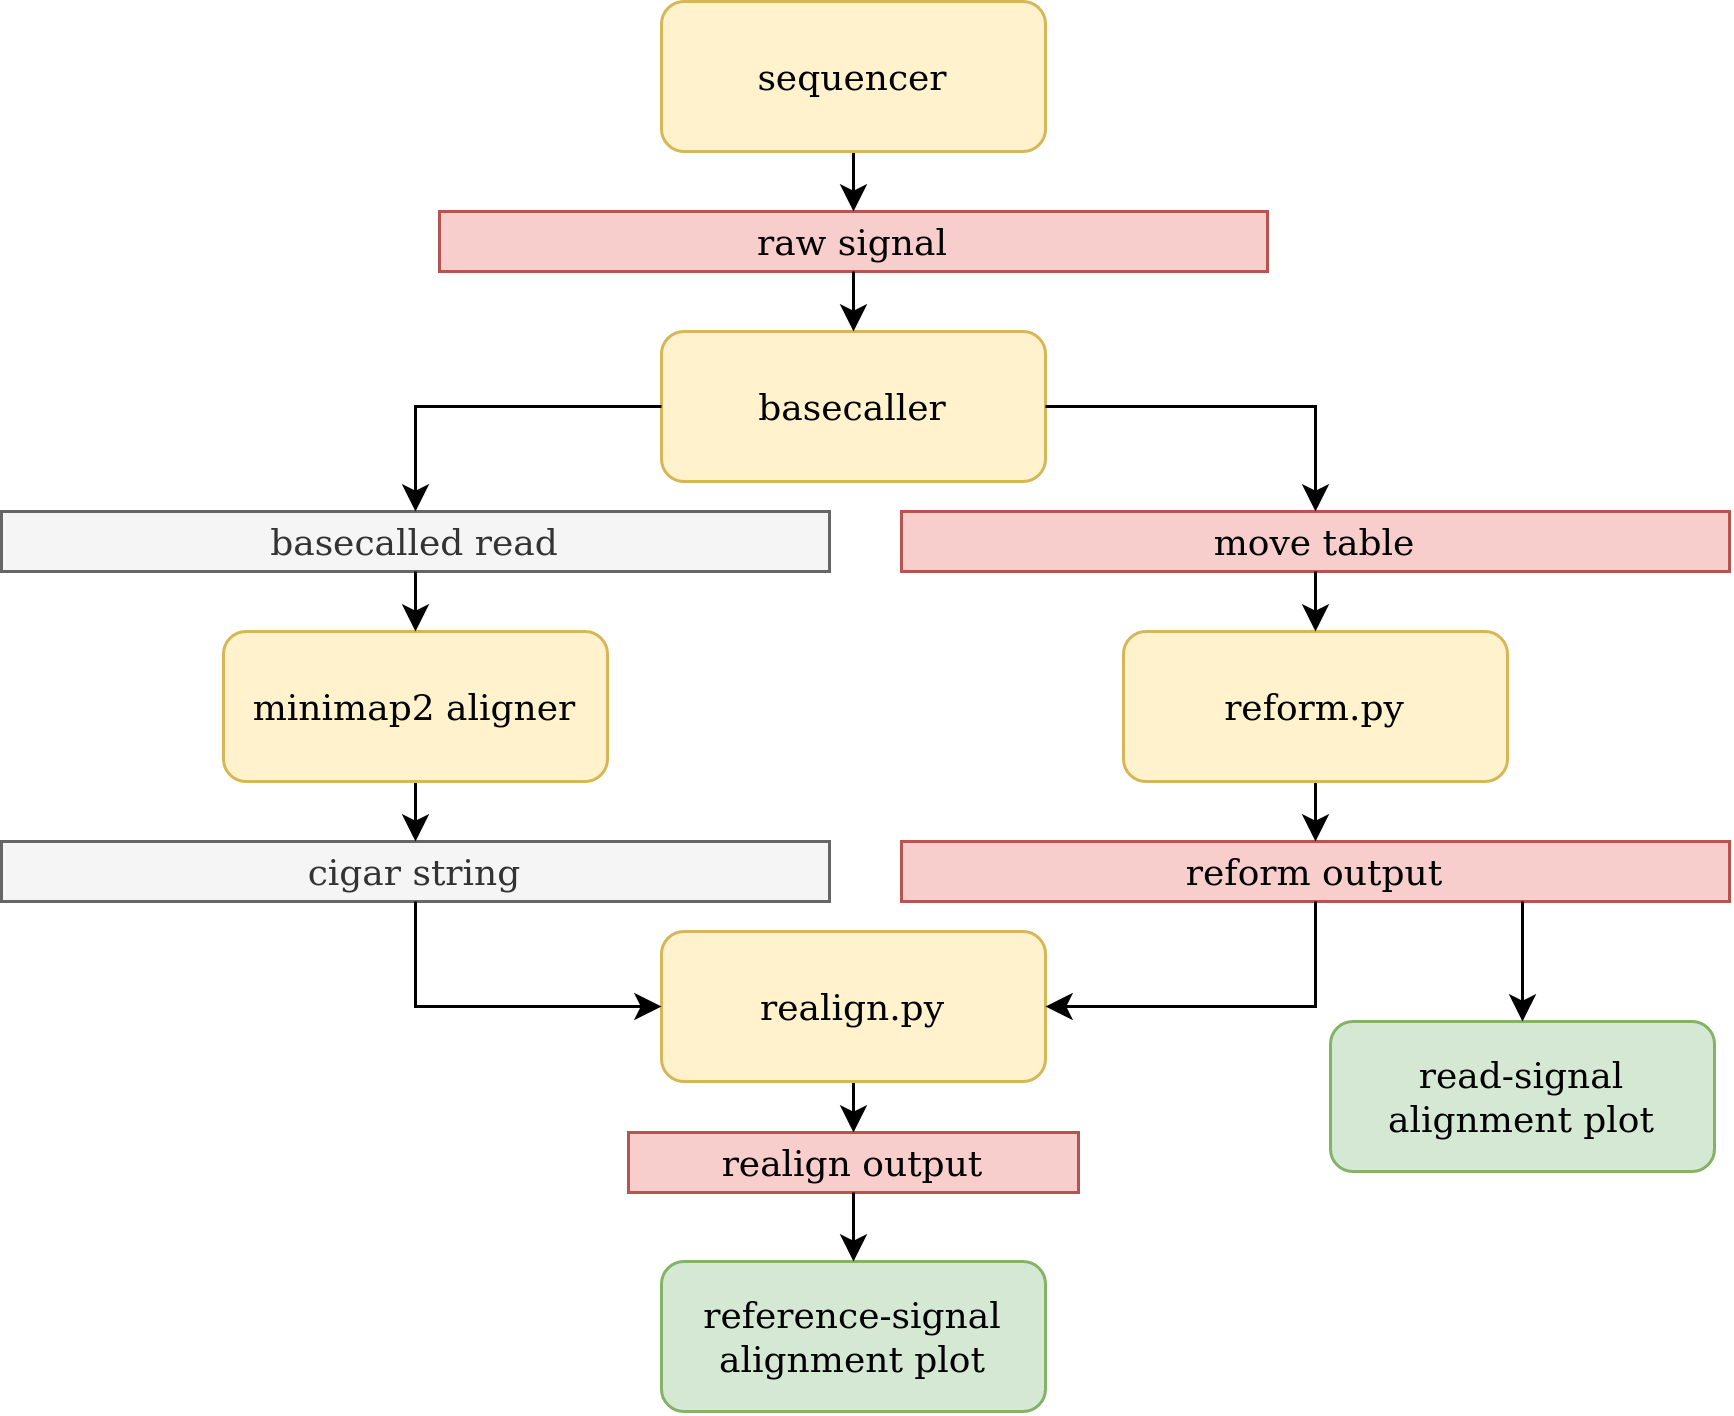 sequencer
raw signal
basecaller
basecalled read
move table
minimap2 aligner
reform.py
cigar string
reform output
realign.py
read-signal
alignment plot
realign output
reference-signal
alignment plot